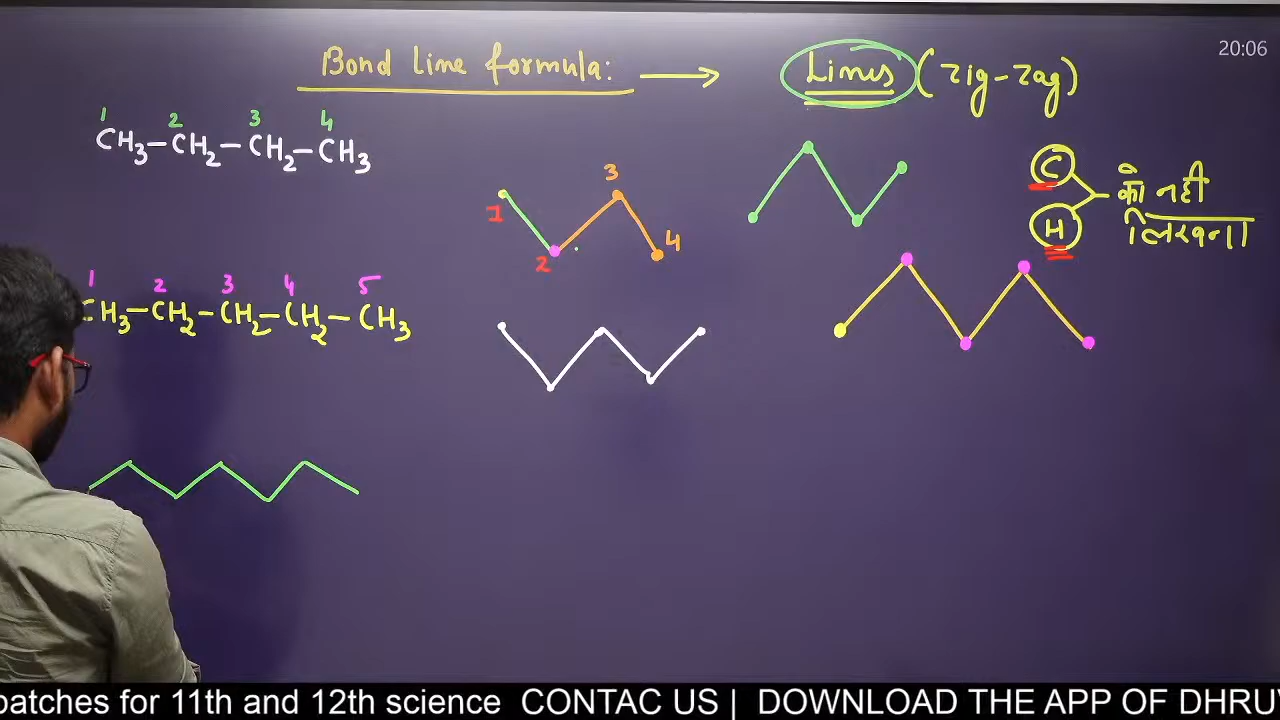 20:06
Bond line formula: → Lines (zig-zag)
1 2 3 4
CH₃–CH₂–CH₂–CH₃
C
H
को नहीं लिखना
1 2 3 4
1 2 3 4 5
CH₃–CH₂–CH₂–CH₂–CH₃
patches for 11th and 12th science CONTAC US | DOWNLOAD THE APP OF DHRUV